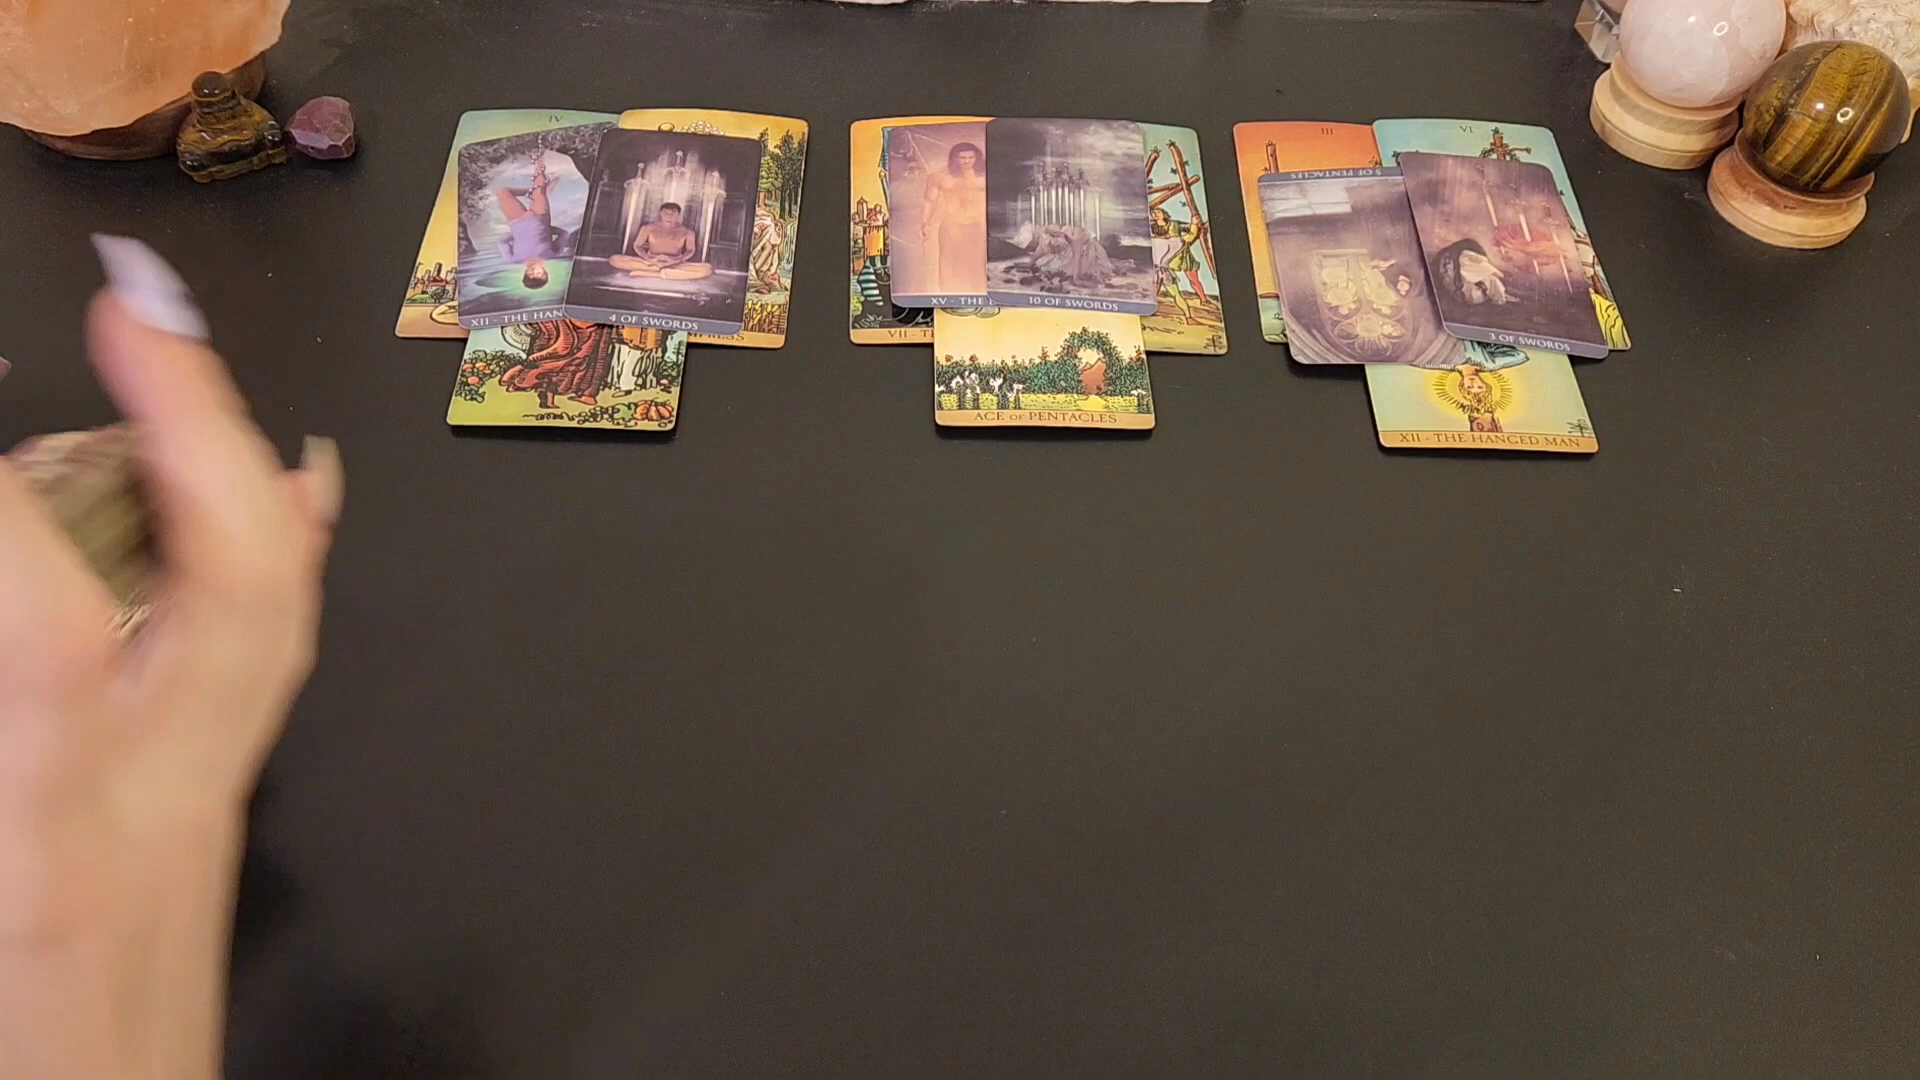 IV
XII - THE HAN
4 OF SWORDS
PRESS
VII - T
XV - THE
10 OF SWORDS
ACE OF PENTACLES
III
VI
5 OF PENTACLES
3 OF SWORDS
XII - THE HANGED MAN